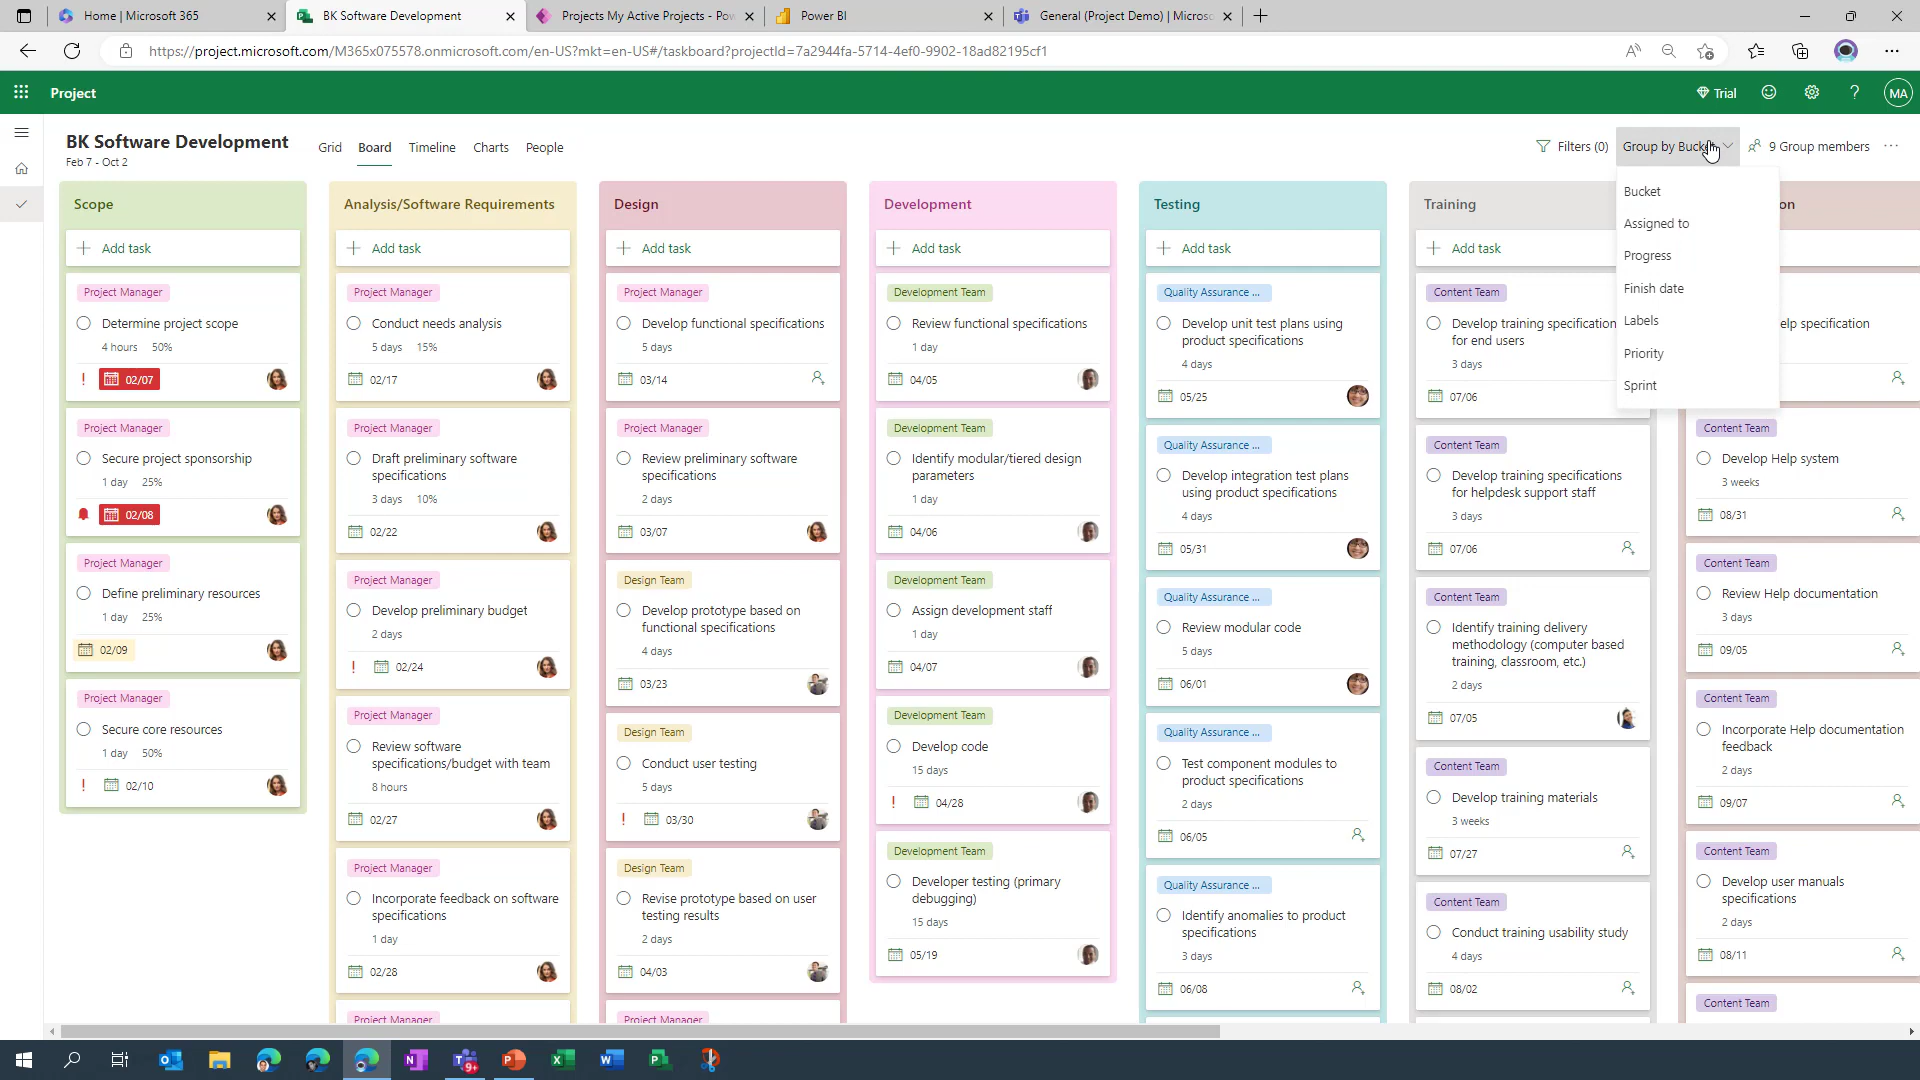 Home | Microsoft 365
BK Software Development
Projects My Active Projects - Pow
Power BI
General (Project Demo) | Microso
https://project.microsoft.com/M365x075578.onmicrosoft.com/en-US?mkt=en-US#/taskboard?projectId=7a2944fa-5714-4ef0-9902-18ad82195cf1
Project
Trial
MA
BK Software Development
Feb 7 - Oct 2
Grid
Board
Timeline
Charts
People
Filters (0)
Group by Bucket
9 Group members
Bucket
Assigned to
Progress
Finish date
Labels
Priority
Sprint
Scope
Add task
Project Manager
Determine project scope
4 hours 50%
02/07
Project Manager
Secure project sponsorship
1 day 25%
02/08
Project Manager
Define preliminary resources
1 day 25%
02/09
Project Manager
Secure core resources
1 day 50%
02/10
Analysis/Software Requirements
Add task
Project Manager
Conduct needs analysis
5 days 15%
02/17
Project Manager
Draft preliminary software
specifications
3 days 10%
02/22
Project Manager
Develop preliminary budget
2 days
02/24
Project Manager
Review software
specifications/budget with team
8 hours
02/27
Project Manager
Incorporate feedback on software
specifications
1 day
02/28
Project Manager
Design
Add task
Project Manager
Develop functional specifications
5 days
03/14
Project Manager
Review preliminary software
specifications
2 days
03/07
Design Team
Develop prototype based on
functional specifications
4 days
03/23
Design Team
Conduct user testing
5 days
03/30
Design Team
Revise prototype based on user
testing results
2 days
04/03
Project Manager
Development
Add task
Development Team
Review functional specifications
1 day
04/05
Development Team
Identify modular/tiered design
parameters
1 day
04/06
Development Team
Assign development staff
1 day
04/07
Development Team
Develop code
15 days
04/28
Development Team
Developer testing (primary
debugging)
15 days
05/19
Testing
Add task
Quality Assurance ...
Develop unit test plans using
product specifications
4 days
05/25
Quality Assurance ...
Develop integration test plans
using product specifications
4 days
05/31
Quality Assurance ...
Review modular code
5 days
06/01
Quality Assurance ...
Test component modules to
product specifications
2 days
06/05
Quality Assurance ...
Identify anomalies to product
specifications
3 days
06/08
Training
Add task
Content Team
Develop training specification
for end users
3 days
07/06
Content Team
Develop training specifications
for helpdesk support staff
3 days
07/06
Content Team
Identify training delivery
methodology (computer based
training, classroom, etc.)
2 days
07/05
Content Team
Develop training materials
3 weeks
07/27
Content Team
Conduct training usability study
4 days
08/02
on
elp specification
Content Team
Develop Help system
3 weeks
08/31
Content Team
Review Help documentation
3 days
09/05
Content Team
Incorporate Help documentation
feedback
2 days
09/07
Content Team
Develop user manuals
specifications
2 days
08/11
Content Team
9+